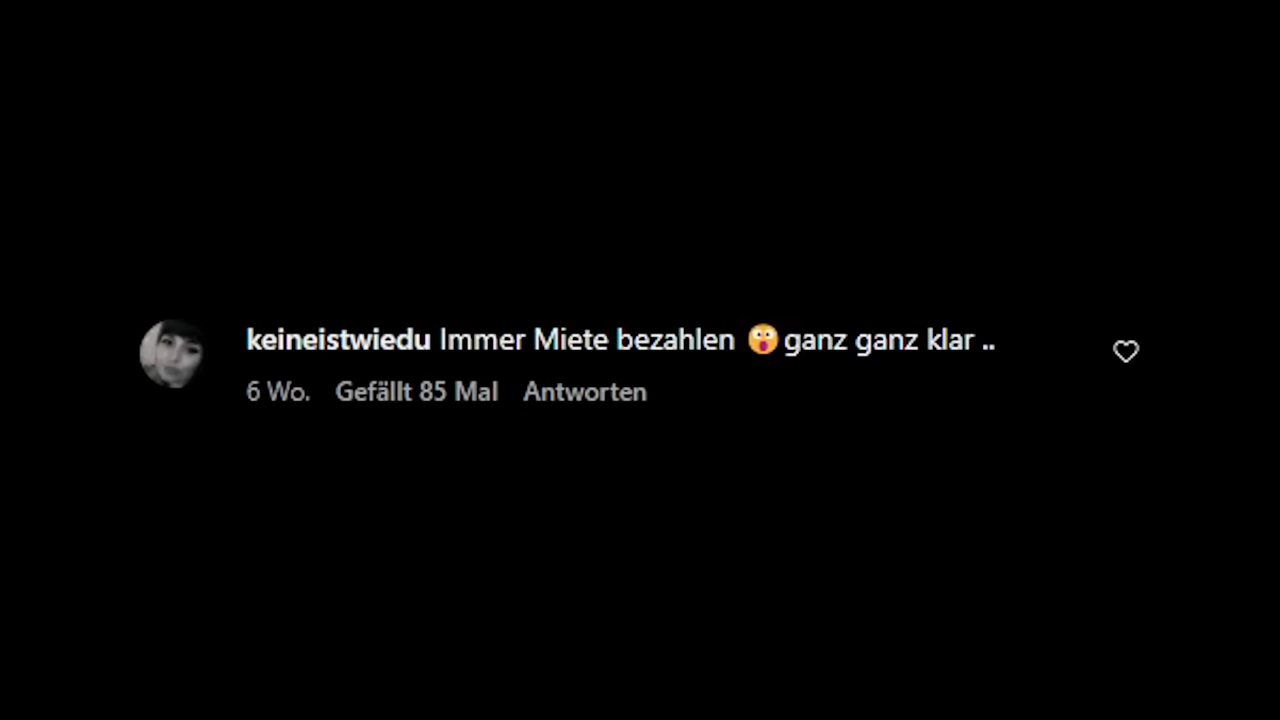 keineistwiedu Immer Miete bezahlen 😲ganz ganz klar ..
6 Wo. Gefällt 85 Mal Antworten